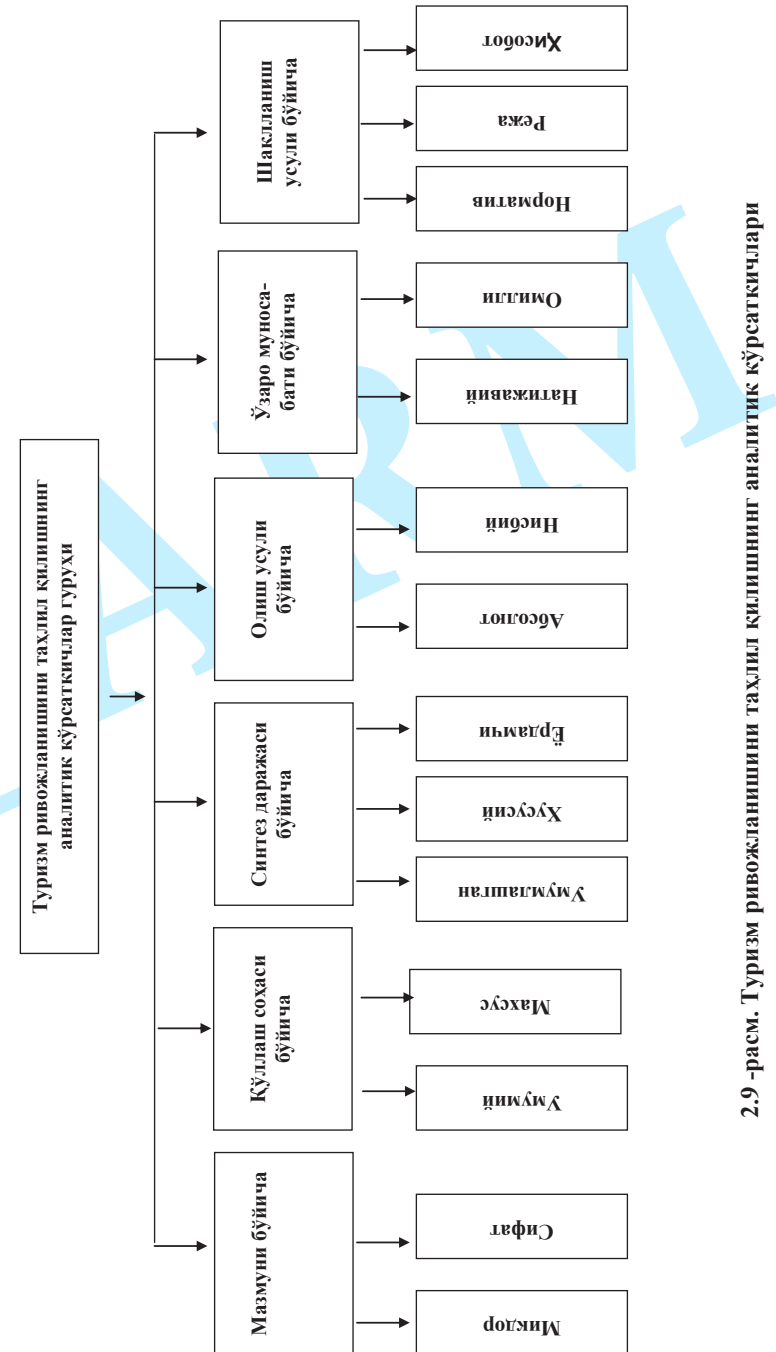 Туризм ривожланишини таҳлил қилишнинг
аналитик кўрсаткичлар гуруҳи
Мазмуни бўйича
Қўллаш соҳаси
бўйича
Синтез даражаси
бўйича
Олиш усули
бўйича
Ўзаро муноса-
бати бўйича
Шаклланиш
усули бўйича
Микдор
Сифат
Умумий
Махсус
Умумлашган
Хусусий
Ёрдамчи
Абсолют
Нисбий
Натижавий
Омилли
Норматив
Режа
Ҳисобот
2.9 -расм. Туризм ривожланишини таҳлил қилишнинг аналитик кўрсаткичлари
ARM